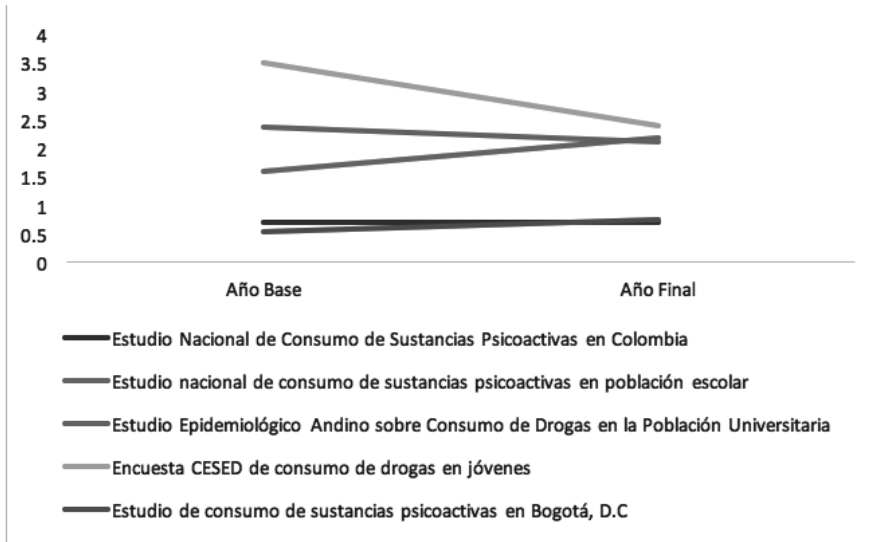 4
3.5
3
2.5
2
1.5
1
0.5
0
Año Base Año Final
Estudio Nacional de Consumo de Sustancias Psicoactivas en Colombia
Estudio nacional de consumo de sustancias psicoactivas en población escolar
Estudio Epidemiológico Andino sobre Consumo de Drogas en la Población Universitaria
Encuesta CESED de consumo de drogas en jóvenes
Estudio de consumo de sustancias psicoactivas en Bogotá, D.C